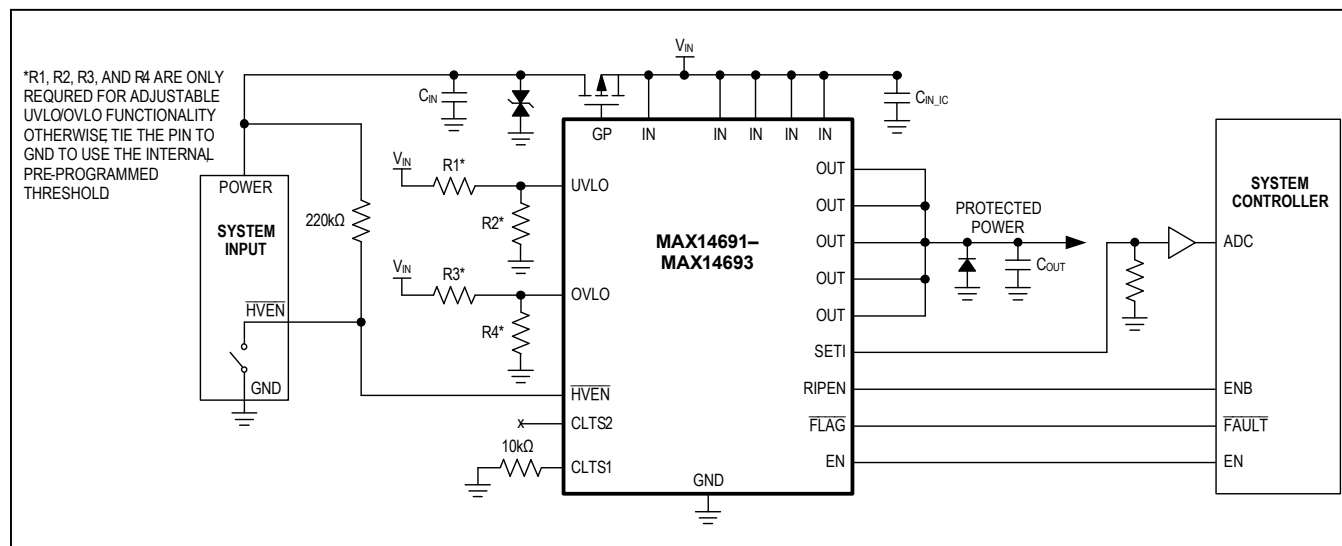 *R1, R2, R3, AND R4 ARE ONLY
REQURED FOR ADJUSTABLE
UVLO/OVLO FUNCTIONALITY
OTHERWISE, TIE THE PIN TO
GND TO USE THE INTERNAL,
PRE-PROGRAMMED
THRESHOLD.
VIN
CIN
CIN_IC
GP
IN
IN
IN
IN
IN
POWER
SYSTEM
INPUT
HVEN
GND
220kΩ
VIN
R1*
R2*
VIN
R3*
R4*
10kΩ
UVLO
OVLO
HVEN
x
CLTS2
CLTS1
MAX14691–
MAX14693
GND
OUT
OUT
OUT
OUT
OUT
SETI
RIPEN
FLAG
EN
PROTECTED
POWER
COUT
SYSTEM
CONTROLLER
ADC
ENB
FAULT
EN